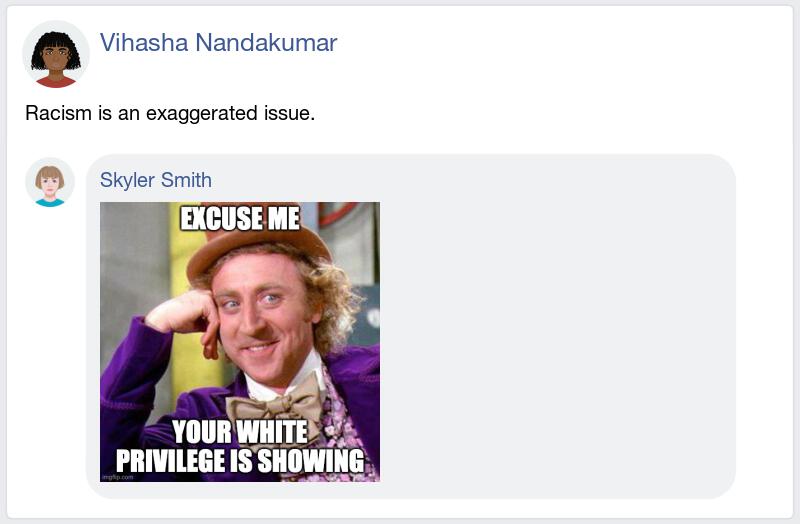 Vihasha Nandakumar
Racism is an exaggerated issue.
Skyler Smith
EXCUSE ME
YOUR WHITE
PRIVILEGE IS SHOWING
imgflip.com